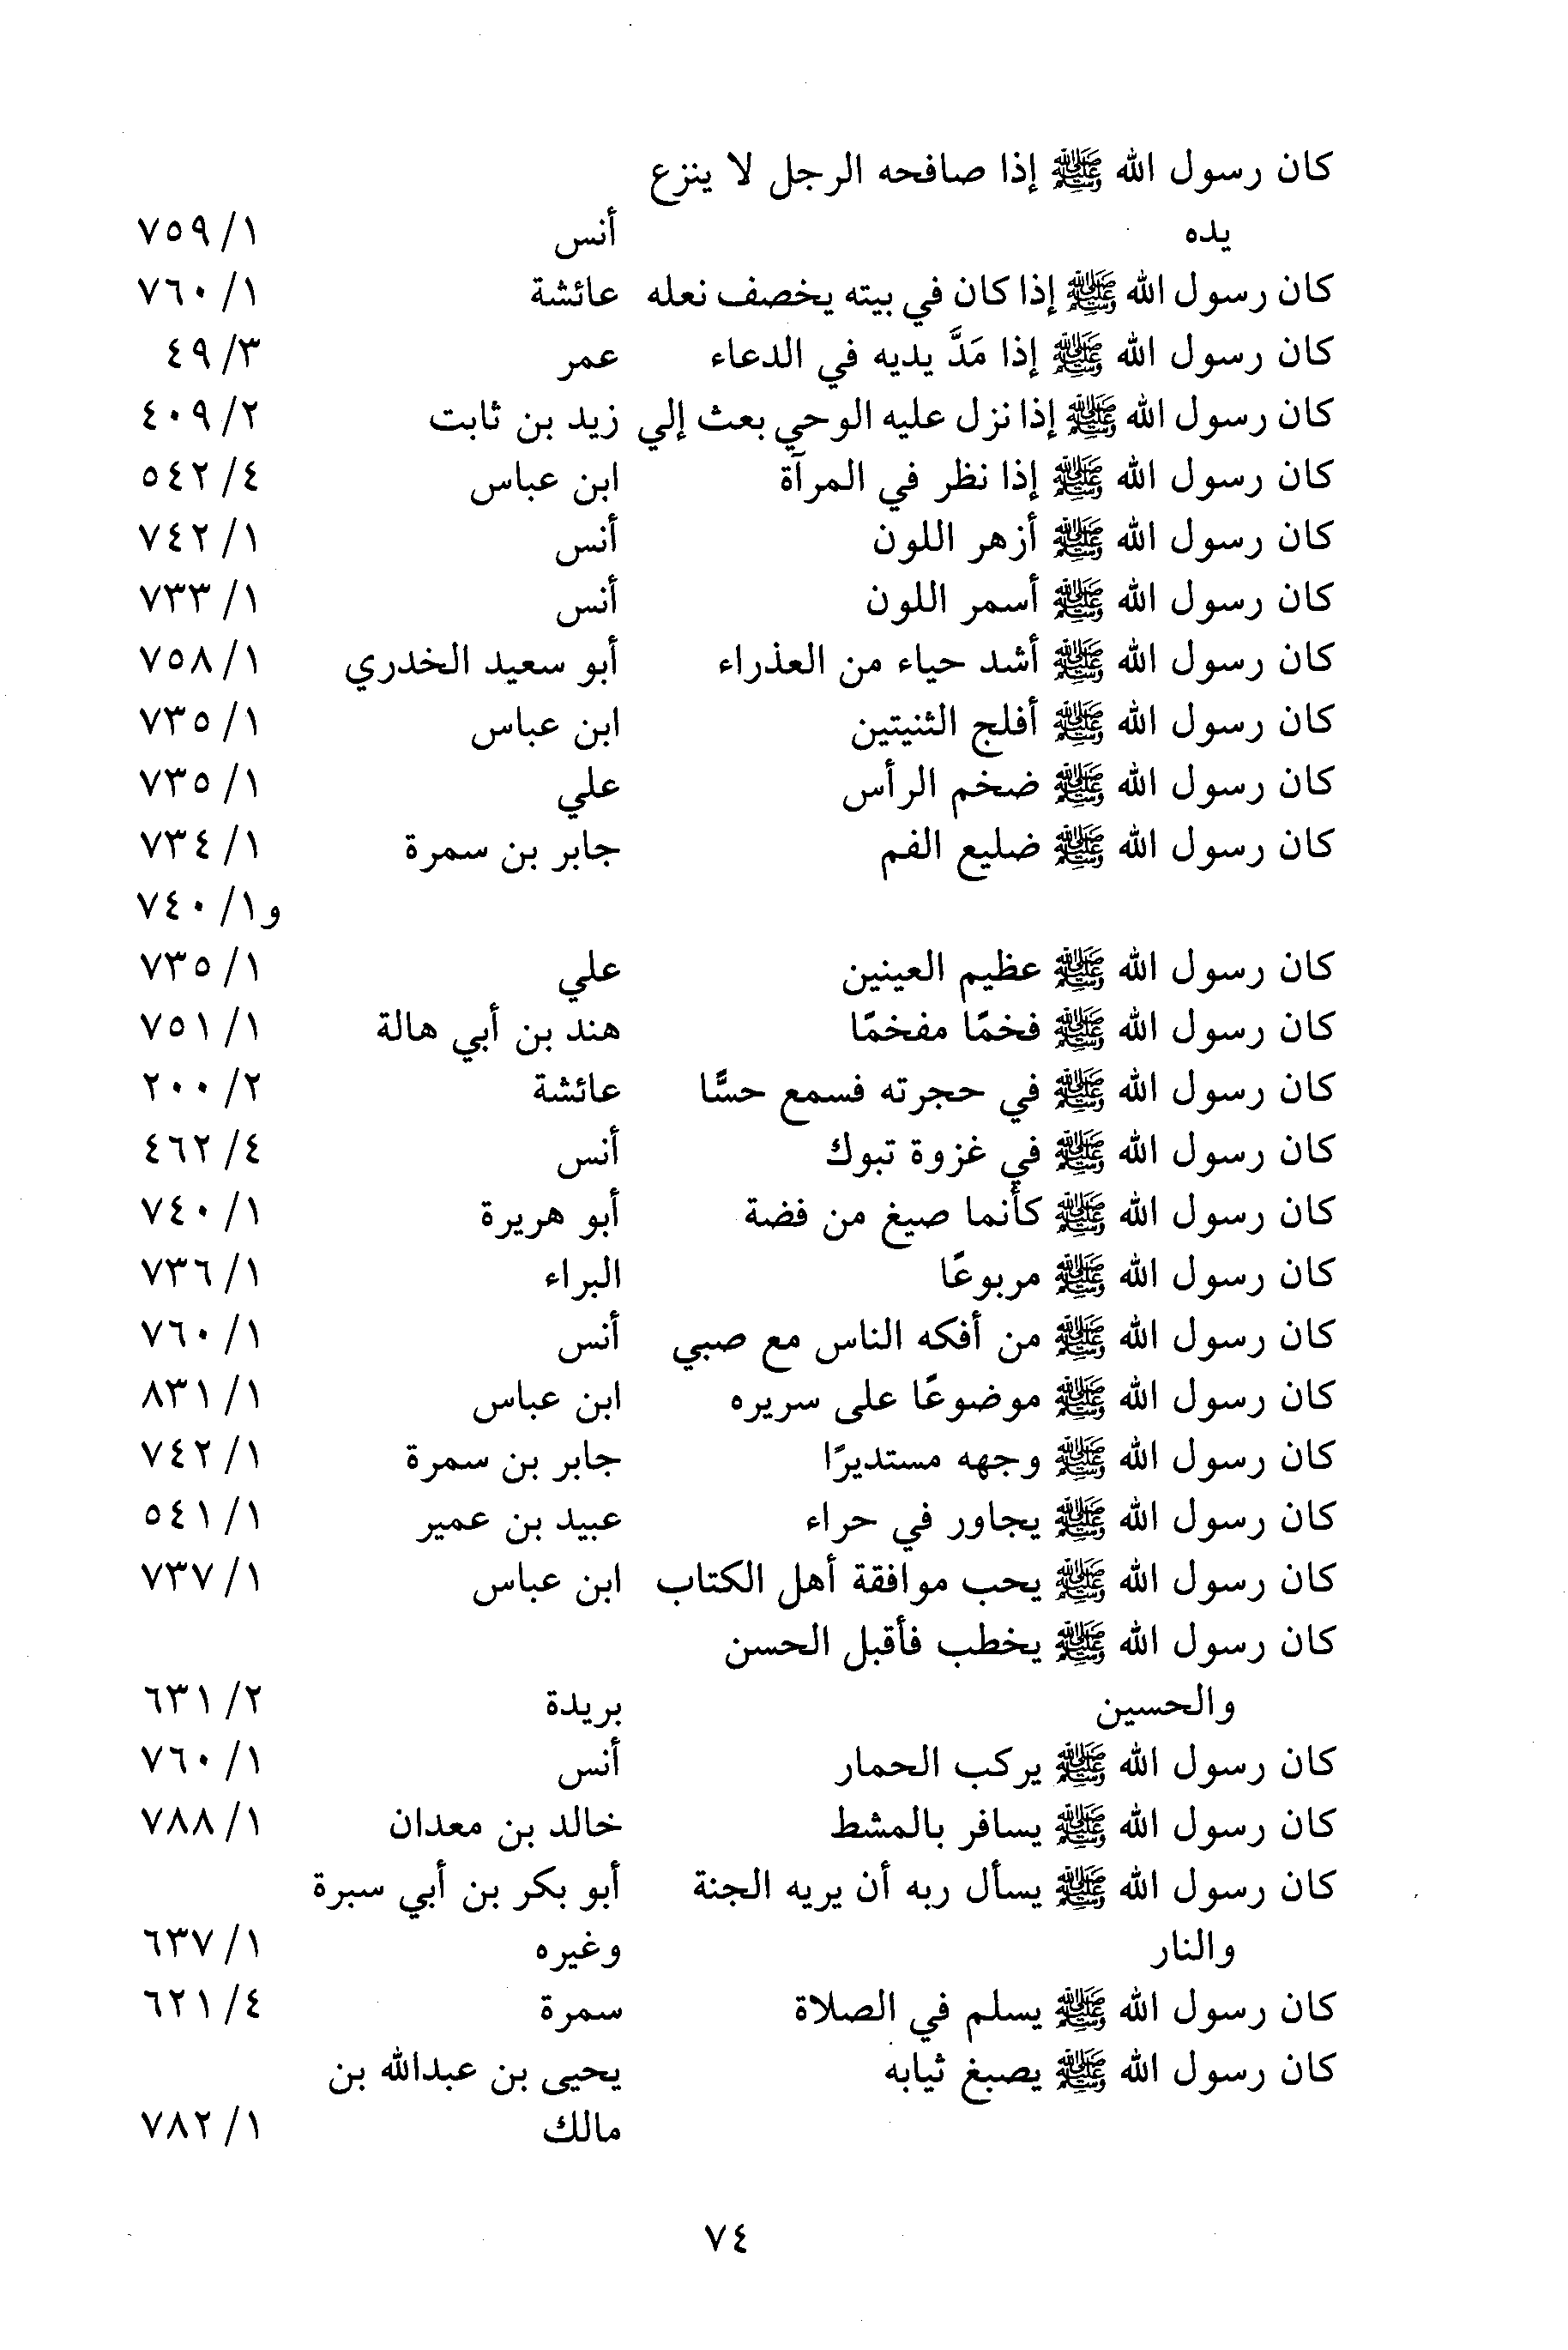 كان رسول الله ﷺ إذا صافحه الرجل لا ينزع
يده أنس ١/ ٧٥٩
كان رسول الله ﷺ إذا كان في بيته يخصف نعله عائشة ١/ ٧٦٠
كان رسول الله ﷺ إذا مَدَّ يديه في الدعاء عمر ٣/ ٤٩
كان رسول الله ﷺ إذا نزل عليه الوحي بعث إلي زيد بن ثابت ٢/ ٤٠٩
كان رسول الله ﷺ إذا نظر في المرآة ابن عباس ٤/ ٥٤٢
كان رسول الله ﷺ أزهر اللون أنس ١/ ٧٤٢
كان رسول الله ﷺ أسمر اللون أنس ١/ ٧٣٣
كان رسول الله ﷺ أشد حياء من العذراء أبو سعيد الخدري ١/ ٧٥٨
كان رسول الله ﷺ أفلج الثنيتين ابن عباس ١/ ٧٣٥
كان رسول الله ﷺ ضخم الرأس علي ١/ ٧٣٥
كان رسول الله ﷺ ضليع الفم جابر بن سمرة ١/ ٧٣٤
و١/ ٧٤٠
كان رسول الله ﷺ عظيم العينين علي ١/ ٧٣٥
كان رسول الله ﷺ فخمًا مفخمًا هند بن أبي هالة ١/ ٧٥١
كان رسول الله ﷺ في حجرته فسمع حسًّا عائشة ٢/ ٢٠٠
كان رسول الله ﷺ في غزوة تبوك أنس ٤/ ٤٦٢
كان رسول الله ﷺ كأنما صيغ من فضة أبو هريرة ١/ ٧٤٠
كان رسول الله ﷺ مربوعًا البراء ١/ ٧٣٦
كان رسول الله ﷺ من أفكه الناس مع صبي أنس ١/ ٧٦٠
كان رسول الله ﷺ موضوعًا على سريره ابن عباس ١/ ٨٣١
كان رسول الله ﷺ وجهه مستديرًا جابر بن سمرة ١/ ٧٤٢
كان رسول الله ﷺ يجاور في حراء عبيد بن عمير ١/ ٥٤١
كان رسول الله ﷺ يحب موافقة أهل الكتاب ابن عباس ١/ ٧٣٧
كان رسول الله ﷺ يخطب فأقبل الحسن
والحسين بريدة ٢/ ٦٣١
كان رسول الله ﷺ يركب الحمار أنس ١/ ٧٦٠
كان رسول الله ﷺ يسافر بالمشط خالد بن معدان ١/ ٧٨٨
كان رسول الله ﷺ يسأل ربه أن يريه الجنة أبو بكر بن أبي سبرة
والنار وغيره ١/ ٦٣٧
كان رسول الله ﷺ يسلم في الصلاة سمرة ٤/ ٦٢١
كان رسول الله ﷺ يصبغ ثيابه يحيى بن عبدالله بن
مالك ١/ ٧٨٢
٧٤